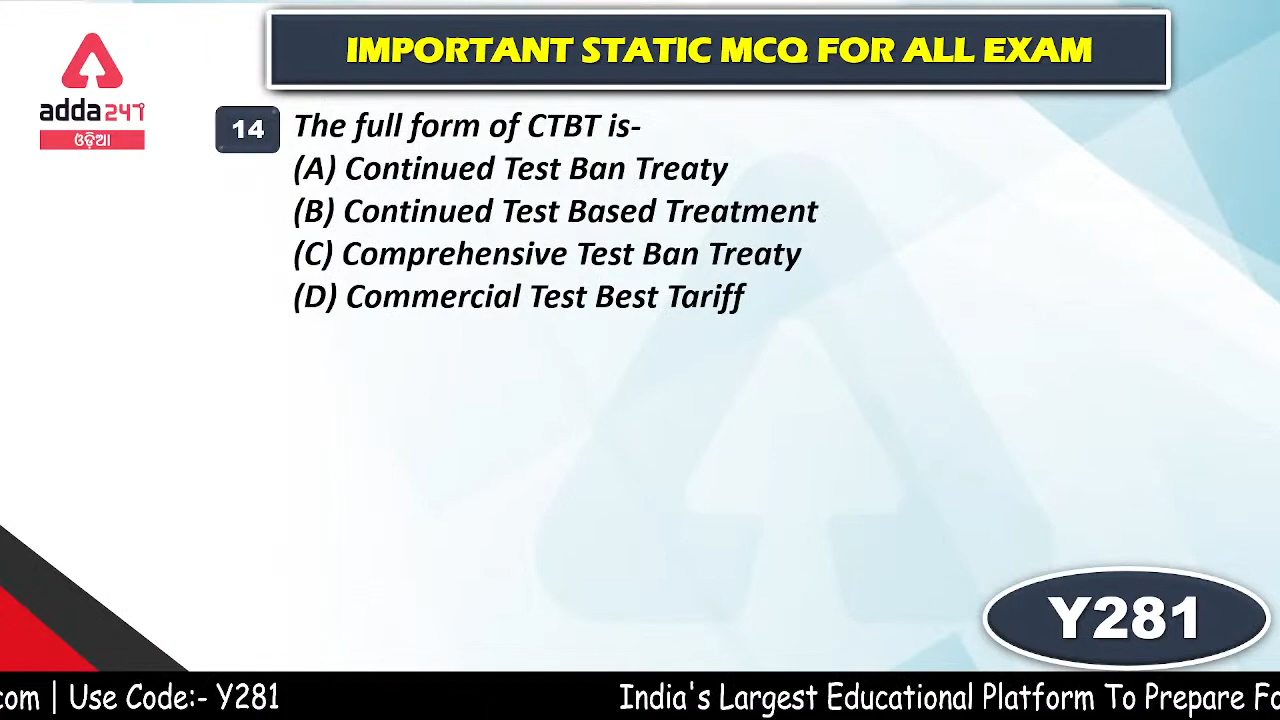 IMPORTANT STATIC MCQ FOR ALL EXAM
adda247
ଓଡ଼ିଆ
14
The full form of CTBT is-
(A) Continued Test Ban Treaty
(B) Continued Test Based Treatment
(C) Comprehensive Test Ban Treaty
(D) Commercial Test Best Tariff
Y281
com | Use Code:- Y281 India's Largest Educational Platform To Prepare Fo